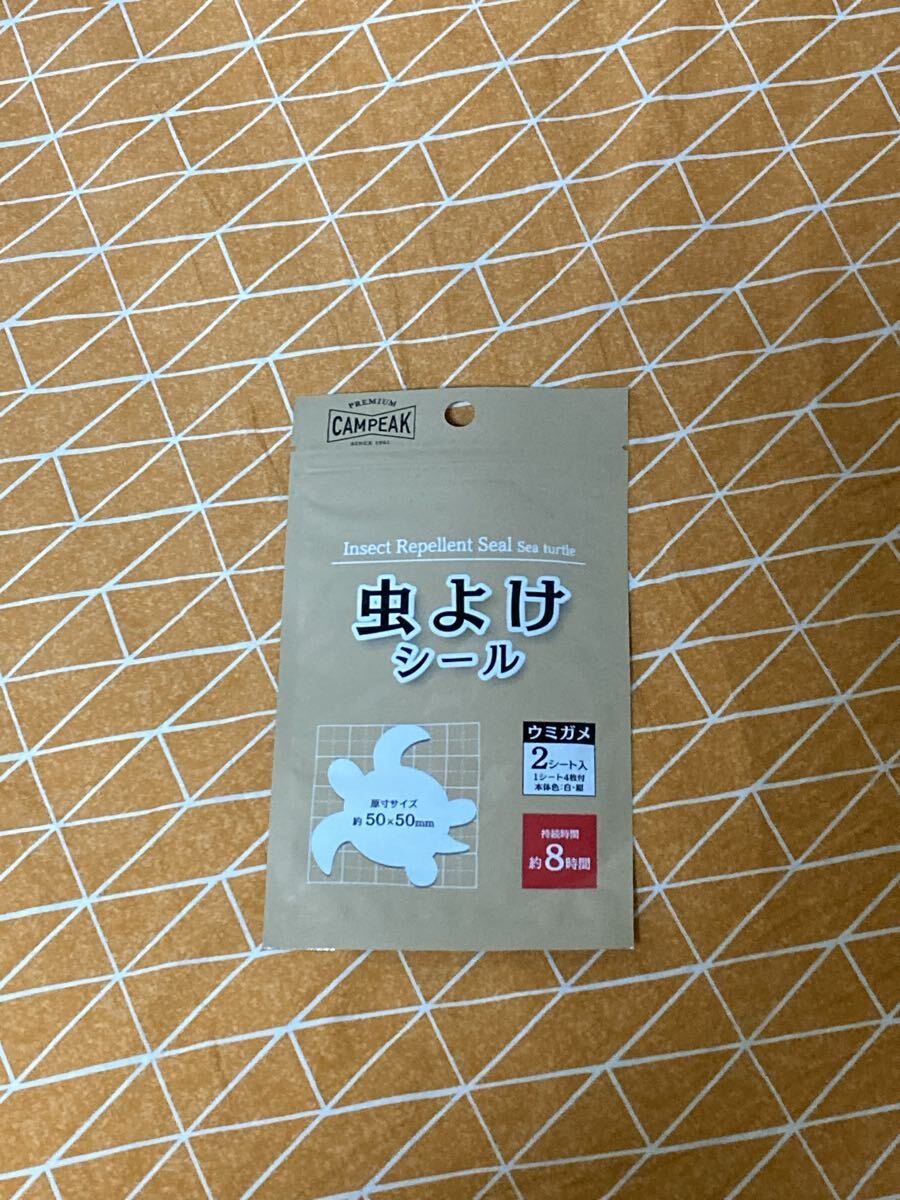 PREMIUM
CAMPEAK
SINCE 1961
Insect Repellent Seal Sea turtle
虫よけ
シール
原寸サイズ
約50×50mm
ウミガメ
2シート入
1シート4枚付
本体色:白・紺
持続時間
約8時間